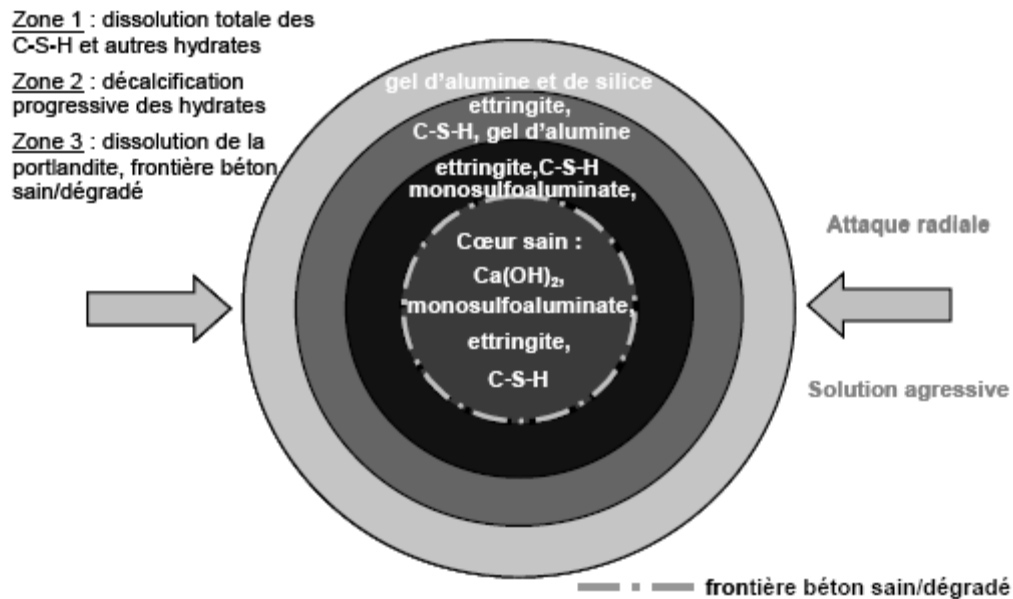 Zone 1 : dissolution totale des
C-S-H et autres hydrates
Zone 2 : décalcification
progressive des hydrates
Zone 3 : dissolution de la
portlandite, frontière béton
sain/dégradé
gel d'alumine et de silice
ettringite,
C-S-H, gel d'alumine
ettringite,C-S-H
monosulfoaluminate,
Cœur sain :
Ca(OH)₂,
monosulfoaluminate,
ettringite,
C-S-H
Attaque radiale
Solution agressive
frontière béton sain/dégradé